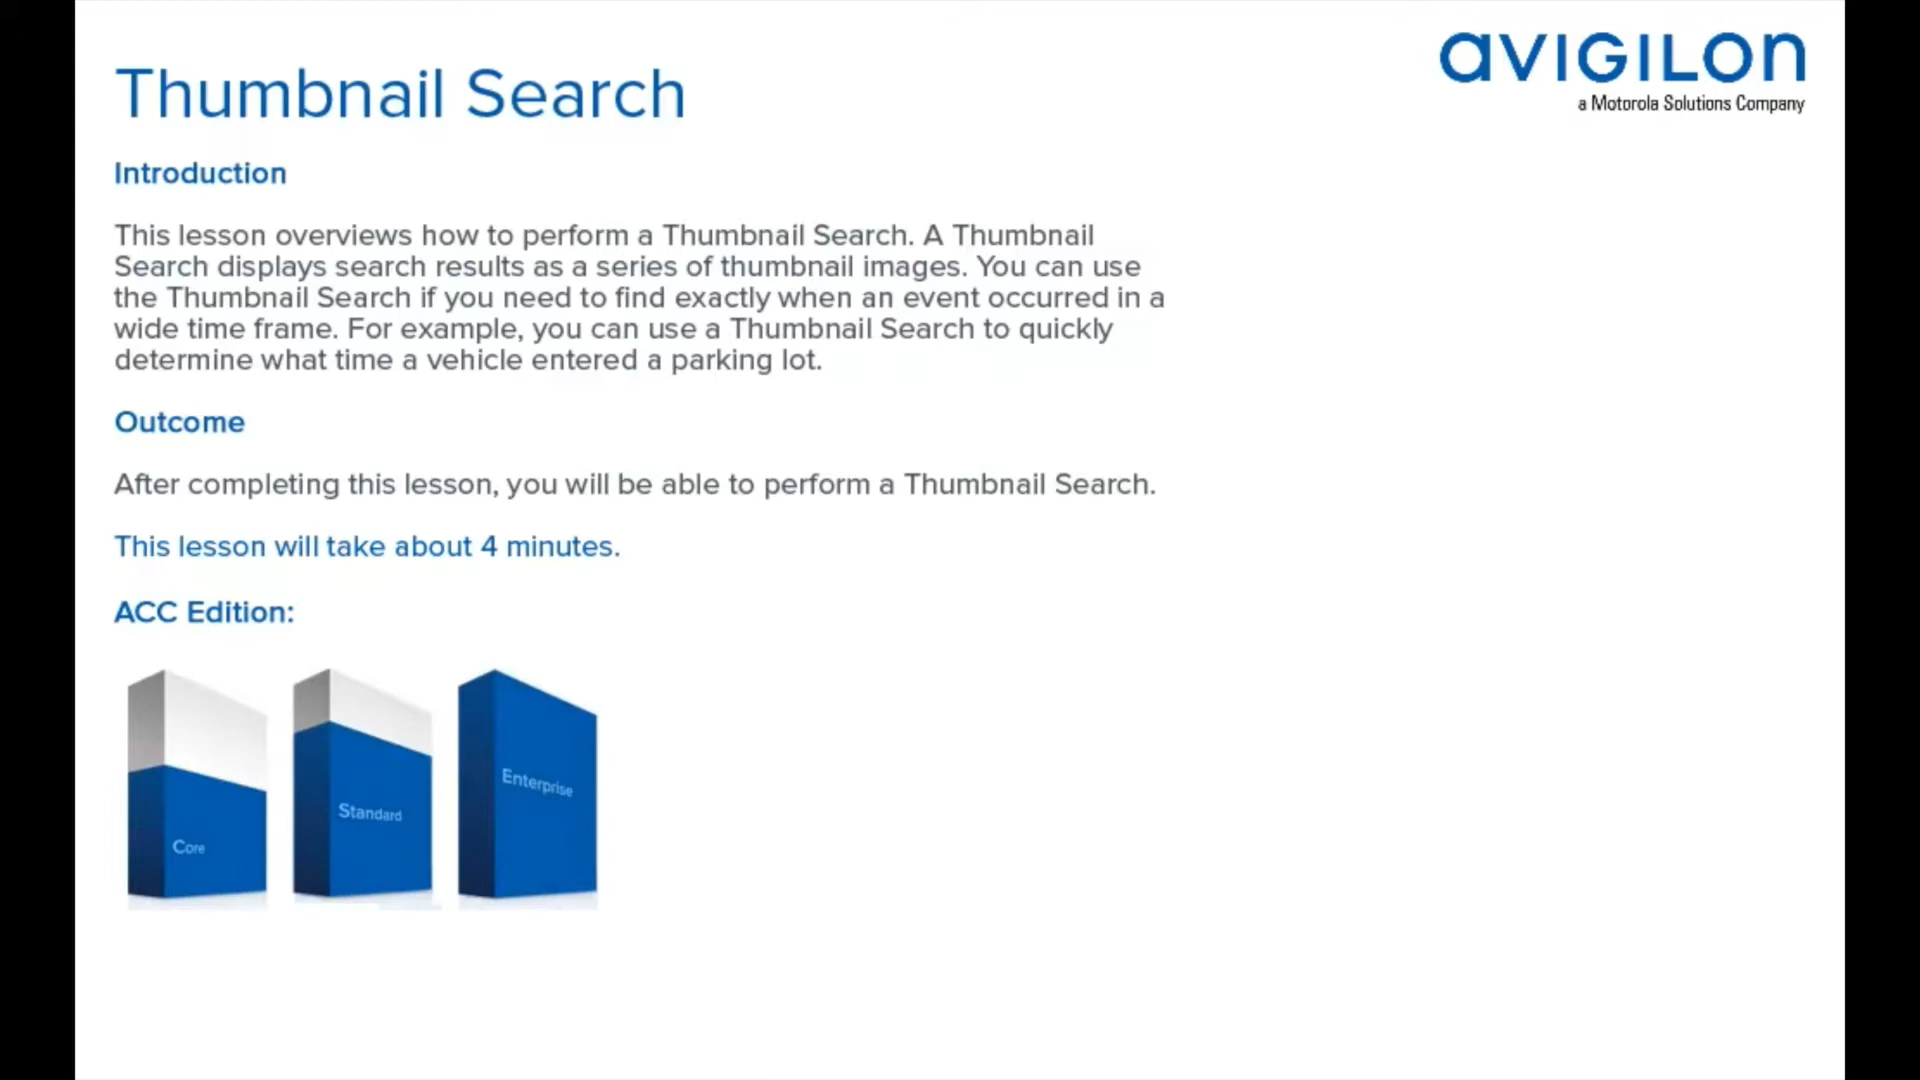 avigilon
a Motorola Solutions Company
Thumbnail Search
Introduction
This lesson overviews how to perform a Thumbnail Search. A Thumbnail
Search displays search results as a series of thumbnail images. You can use
the Thumbnail Search if you need to find exactly when an event occurred in a
wide time frame. For example, you can use a Thumbnail Search to quickly
determine what time a vehicle entered a parking lot.
Outcome
After completing this lesson, you will be able to perform a Thumbnail Search.
This lesson will take about 4 minutes.
ACC Edition:
Core
Standard
Enterprise